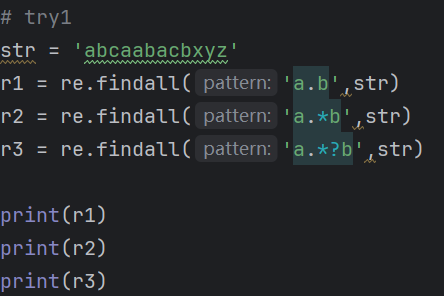 # try1
str = 'abcaabacbxyz'
r1 = re.findall( pattern: 'a.b',str)
r2 = re.findall( pattern: 'a.*b',str)
r3 = re.findall( pattern: 'a.*?b',str)
print(r1)
print(r2)
print(r3)